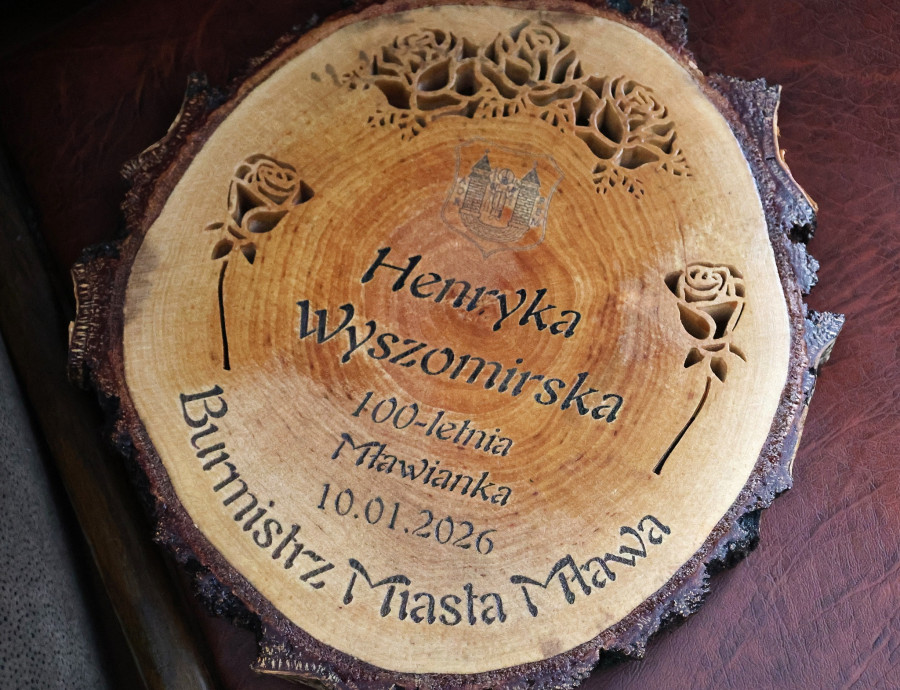 Henryka
Wyszomirska
100-letnia
Mławianka
10.01.2026
Burmistrz Miasta Mława